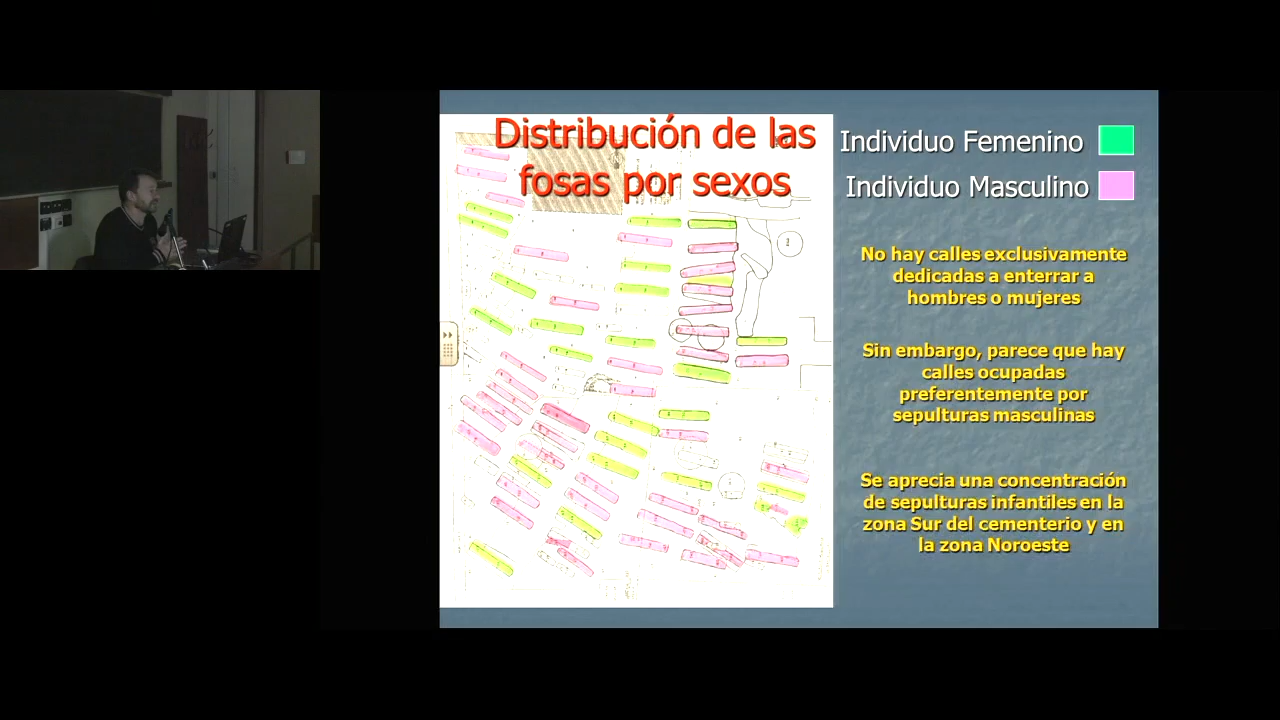 Distribución de las
fosas por sexos
Individuo Femenino
Individuo Masculino
No hay calles exclusivamente
dedicadas a enterrar a
hombres o mujeres
Sin embargo, parece que hay
calles ocupadas
preferentemente por
sepulturas masculinas
Se aprecia una concentración
de sepulturas infantiles en la
zona Sur del cementerio y en
la zona Noroeste